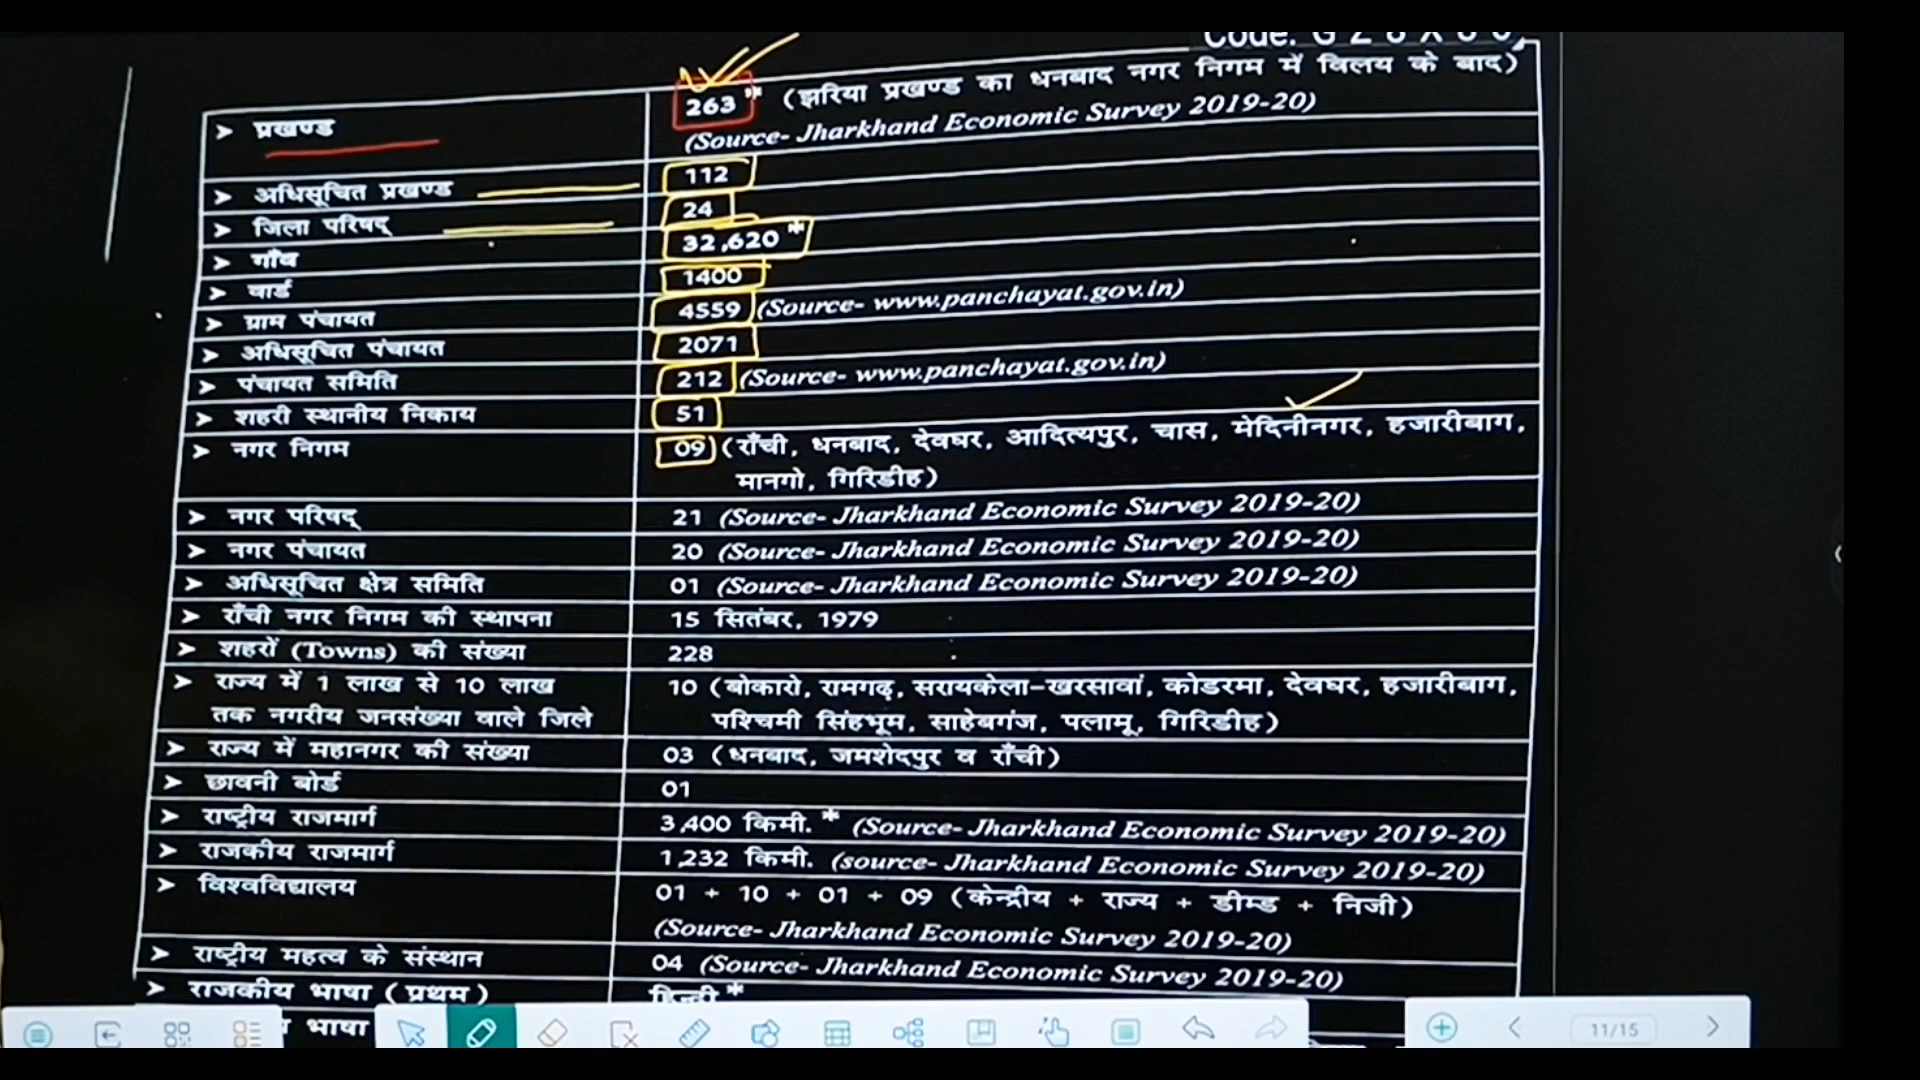 ➤ प्रखण्ड 263* (झरिया प्रखण्ड का धनबाद नगर निगम में विलय के बाद)
(Source- Jharkhand Economic Survey 2019-20)
➤ अधिसूचित प्रखण्ड 112
➤ जिला परिषद् 24
➤ गाँव 32,620*
➤ वार्ड 1400
➤ ग्राम पंचायत 4559 (Source- www.panchayat.gov.in)
➤ अधिसूचित पंचायत 2071
➤ पंचायत समिति 212 (Source- www.panchayat.gov.in)
➤ शहरी स्थानीय निकाय 51
➤ नगर निगम 09 (राँची, धनबाद, देवघर, आदित्यपुर, चास, मेदिनीनगर, हजारीबाग,
मानगो, गिरिडीह)
➤ नगर परिषद् 21 (Source- Jharkhand Economic Survey 2019-20)
➤ नगर पंचायत 20 (Source- Jharkhand Economic Survey 2019-20)
➤ अधिसूचित क्षेत्र समिति 01 (Source- Jharkhand Economic Survey 2019-20)
➤ राँची नगर निगम की स्थापना 15 सितंबर, 1979
➤ शहरों (Towns) की संख्या 228
➤ राज्य में 1 लाख से 10 लाख 10 (बोकारो, रामगढ़, सरायकेला-खरसावां, कोडरमा, देवघर, हजारीबाग,
तक नगरीय जनसंख्या वाले जिले पश्चिमी सिंहभूम, साहेबगंज, पलामू, गिरिडीह)
➤ राज्य में महानगर की संख्या 03 (धनबाद, जमशेदपुर व राँची)
➤ छावनी बोर्ड 01
➤ राष्ट्रीय राजमार्ग 3,400 किमी.* (Source- Jharkhand Economic Survey 2019-20)
➤ राजकीय राजमार्ग 1,232 किमी. (source- Jharkhand Economic Survey 2019-20)
➤ विश्वविद्यालय 01 + 10 + 01 + 09 (केन्द्रीय + राज्य + डीम्ड + निजी)
(Source- Jharkhand Economic Survey 2019-20)
➤ राष्ट्रीय महत्व के संस्थान 04 (Source- Jharkhand Economic Survey 2019-20)
➤ राजकीय भाषा (प्रथम) हिन्दी*
भाषा
11/15